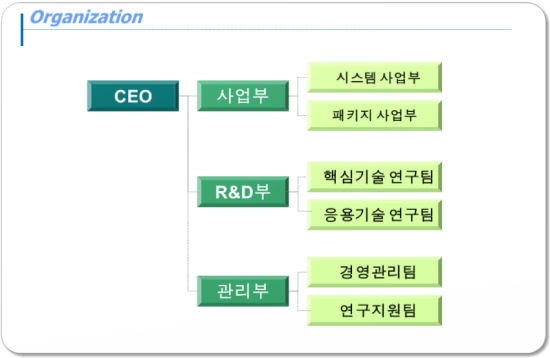 Organization
CEO
사업부
시스템 사업부
패키지 사업부
R&D부
핵심기술 연구팀
응용기술 연구팀
관리부
경영관리팀
연구지원팀